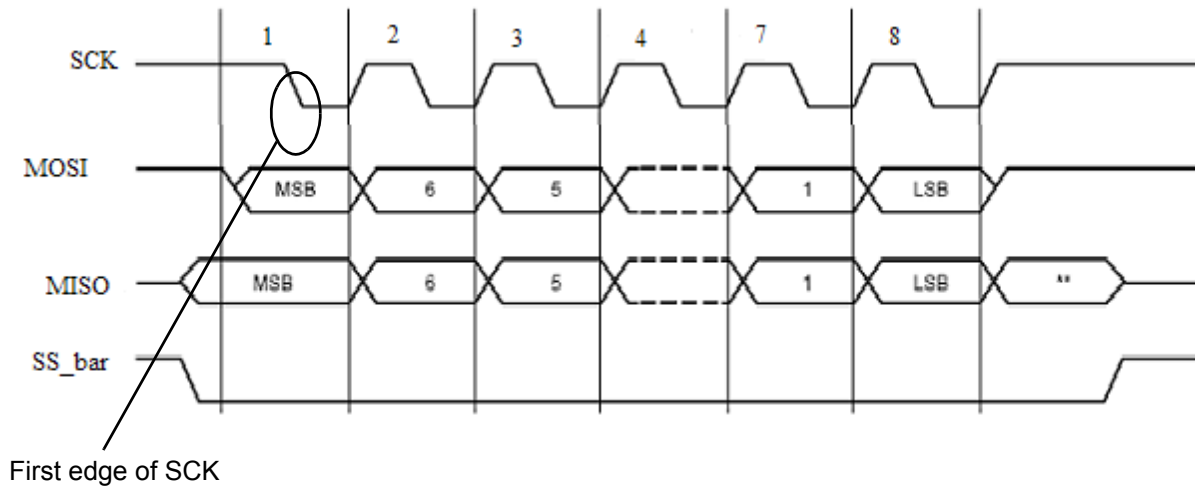 1 2 3 4 7 8
SCK
MOSI
MSB 6 5 1 LSB
MISO
MSB 6 5 1 LSB **
SS_bar
First edge of SCK